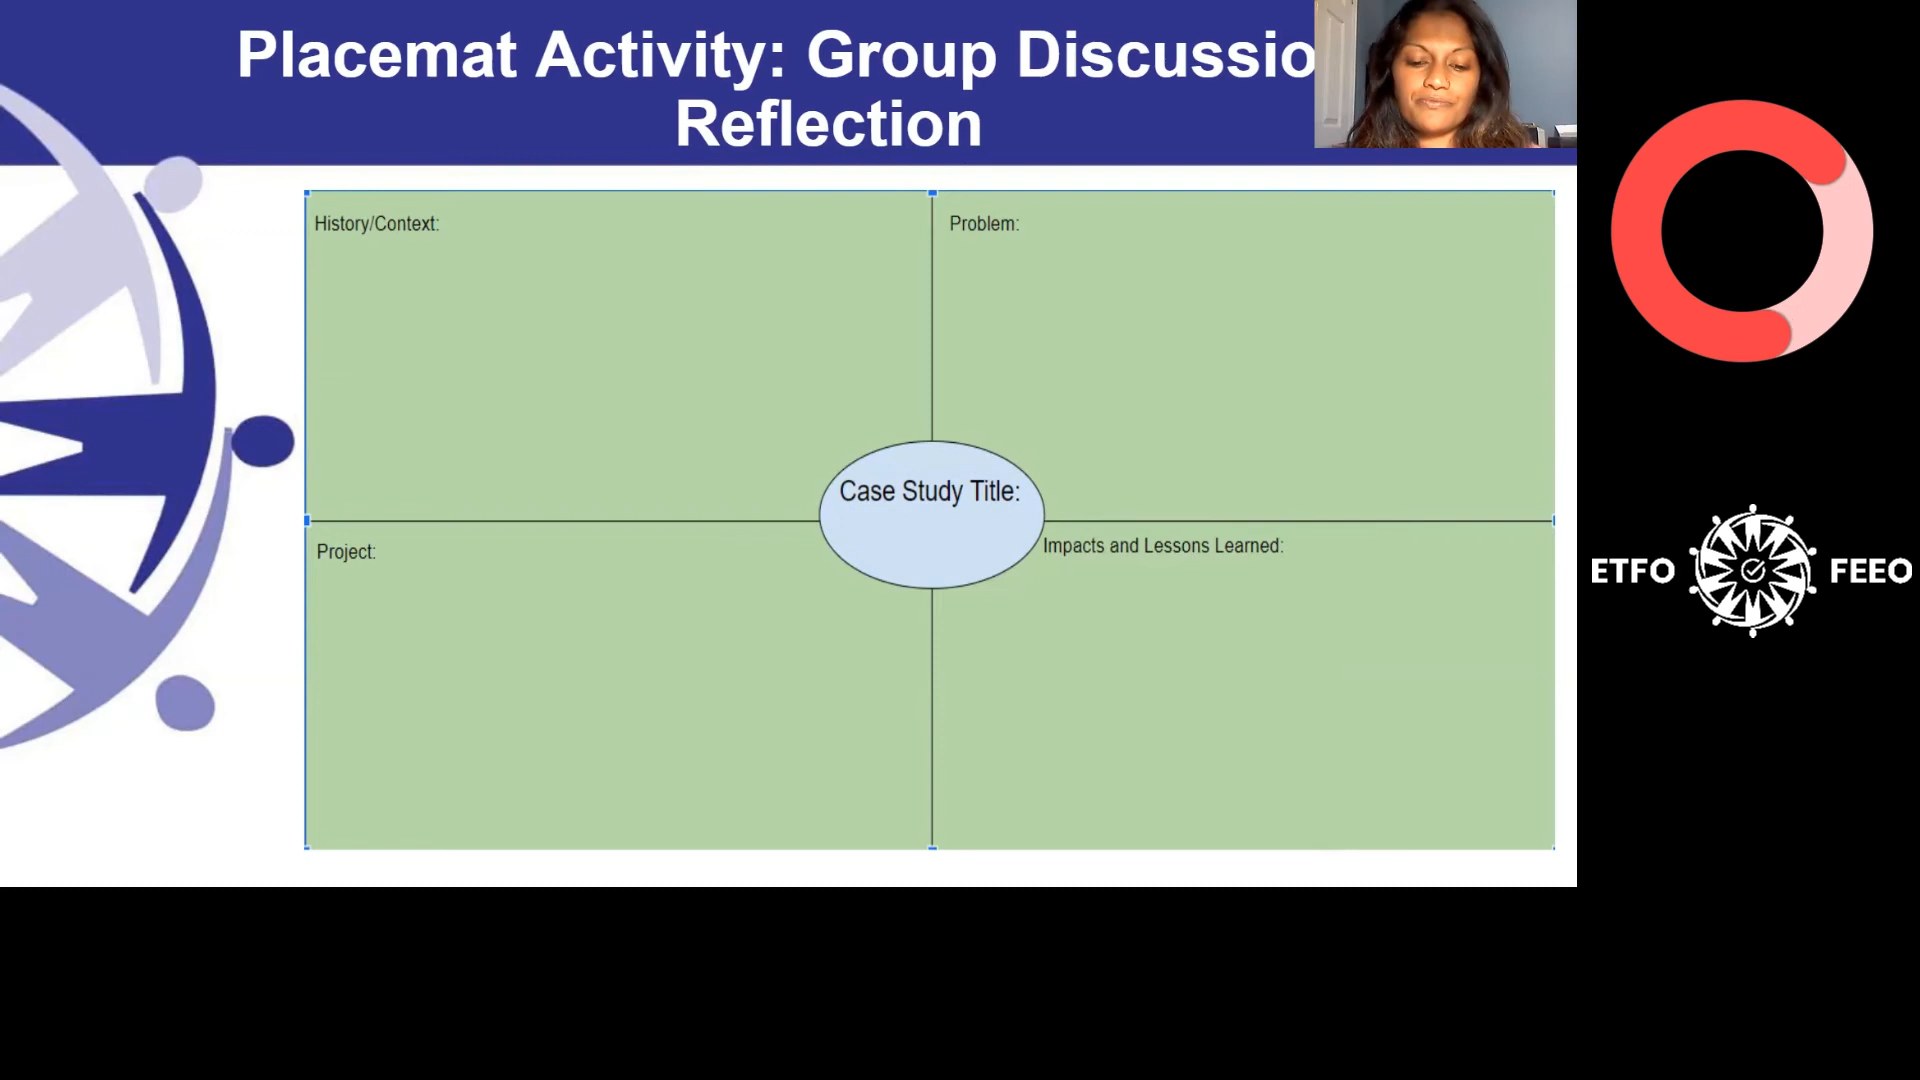 Placemat Activity: Group Discussio
Reflection
History/Context:
Problem:
Case Study Title:
Project:
Impacts and Lessons Learned:
ETFO
FEEO